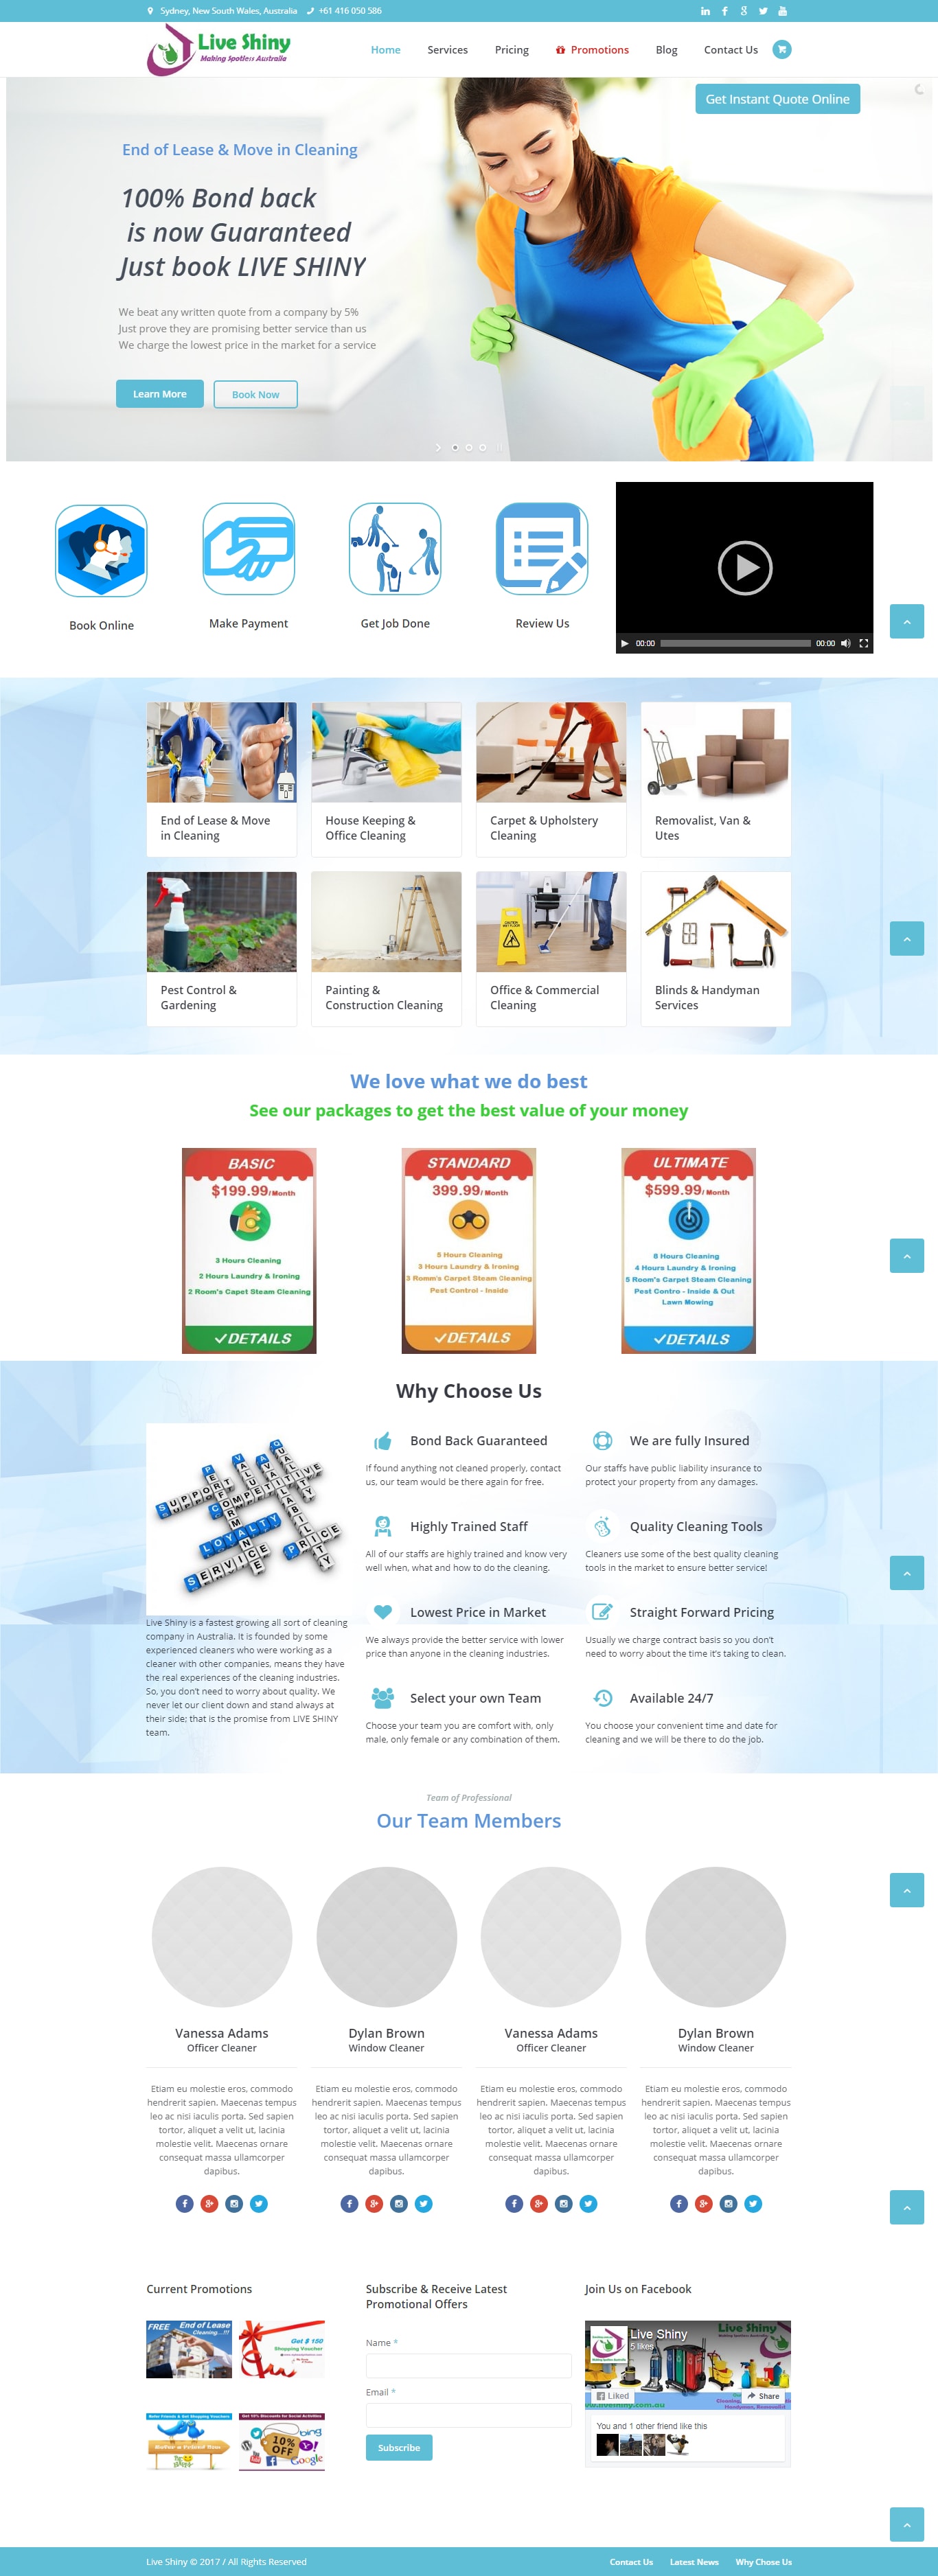 Sydney, New South Wales, Australia +61 416 050 586
Live Shiny
Making Spotless Australia
Home Services Pricing Promotions Blog Contact Us
Get Instant Quote Online
End of Lease & Move in Cleaning
100% Bond back
is now Guaranteed
Just book LIVE SHINY
We beat any written quote from a company by 5%
Just prove they are promising better service than us
We charge the lowest price in the market for a service
Learn More Book Now
Book Online Make Payment Get Job Done Review Us
00:00 00:00
End of Lease & Move
in Cleaning
House Keeping &
Office Cleaning
Carpet & Upholstery
Cleaning
Removalist, Van &
Utes
Pest Control &
Gardening
Painting &
Construction Cleaning
Office & Commercial
Cleaning
Blinds & Handyman
Services
We love what we do best
See our packages to get the best value of your money
BASIC
$199.99/Month
3 Hours Cleaning
2 Hours Laundry & Ironing
2 Room's Capet Steam Cleaning
DETAILS
STANDARD
399.99/Month
5 Hours Cleaning
3 Hours Laundry & Ironing
3 Romm's Carpet Steam Cleaning
Pest Control - Inside
DETAILS
ULTIMATE
$599.99/Month
8 Hours Cleaning
4 Hours Laundry & Ironing
5 Room's Carpet Steam Cleaning
Pest Contro - Inside & Out
Lawn Mowing
DETAILS
Why Choose Us
SUPPORT
COMPETITIVE
LOYALTY
SERVICE
PRICE
PERFORMANCE
VALUE
AVAILABILITY
QUALITY
Live Shiny is a fastest growing all sort of cleaning
company in Australia. It is founded by some
experienced cleaners who were working as a
cleaner with other companies, means they have
the real experiences of the cleaning industries.
So, you don't need to worry about quality. We
never let our client down and stand always at
their side; that is the promise from LIVE SHINY
team.
Bond Back Guaranteed
If found anything not cleaned properly, contact
us, our team would be there again for free.
We are fully Insured
Our staffs have public liability insurance to
protect your property from any damages.
Highly Trained Staff
All of our staffs are highly trained and know very
well when, what and how to do the cleaning.
Quality Cleaning Tools
Cleaners use some of the best quality cleaning
tools in the market to ensure better service!
Lowest Price in Market
We always provide the better service with lower
price than anyone in the cleaning industries.
Straight Forward Pricing
Usually we charge contract basis so you don't
need to worry about the time it's taking to clean.
Select your own Team
Choose your team you are comfort with, only
male, only female or any combination of them.
Available 24/7
You choose your convenient time and date for
cleaning and we will be there to do the job.
Team of Professional
Our Team Members
Vanessa Adams
Officer Cleaner
Etiam eu molestie eros, commodo
hendrerit sapien. Maecenas tempus
leo ac nisi iaculis porta. Sed sapien
tortor, aliquet a velit ut, lacinia
molestie velit. Maecenas ornare
consequat massa ullamcorper
dapibus.
Dylan Brown
Window Cleaner
Etiam eu molestie eros, commodo
hendrerit sapien. Maecenas tempus
leo ac nisi iaculis porta. Sed sapien
tortor, aliquet a velit ut, lacinia
molestie velit. Maecenas ornare
consequat massa ullamcorper
dapibus.
Vanessa Adams
Officer Cleaner
Etiam eu molestie eros, commodo
hendrerit sapien. Maecenas tempus
leo ac nisi iaculis porta. Sed sapien
tortor, aliquet a velit ut, lacinia
molestie velit. Maecenas ornare
consequat massa ullamcorper
dapibus.
Dylan Brown
Window Cleaner
Etiam eu molestie eros, commodo
hendrerit sapien. Maecenas tempus
leo ac nisi iaculis porta. Sed sapien
tortor, aliquet a velit ut, lacinia
molestie velit. Maecenas ornare
consequat massa ullamcorper
dapibus.
Current Promotions
FREE End of Lease
Cleaning...!!!
Get $ 150
Shopping Voucher
Refer Friends & Get Shopping Vouchers
Refer a Friend Now
Get 10% Discounts for Social Activities
10% OFF
bing
Y!
Google
Subscribe & Receive Latest
Promotional Offers
Name *
Email *
Subscribe
Join Us on Facebook
Live Shiny
5 likes
Live Shiny
Making Spotless Australia
Liked Share
You and 1 other friend like this
Live Shiny © 2017 / All Rights Reserved
Contact Us Latest News Why Chose Us